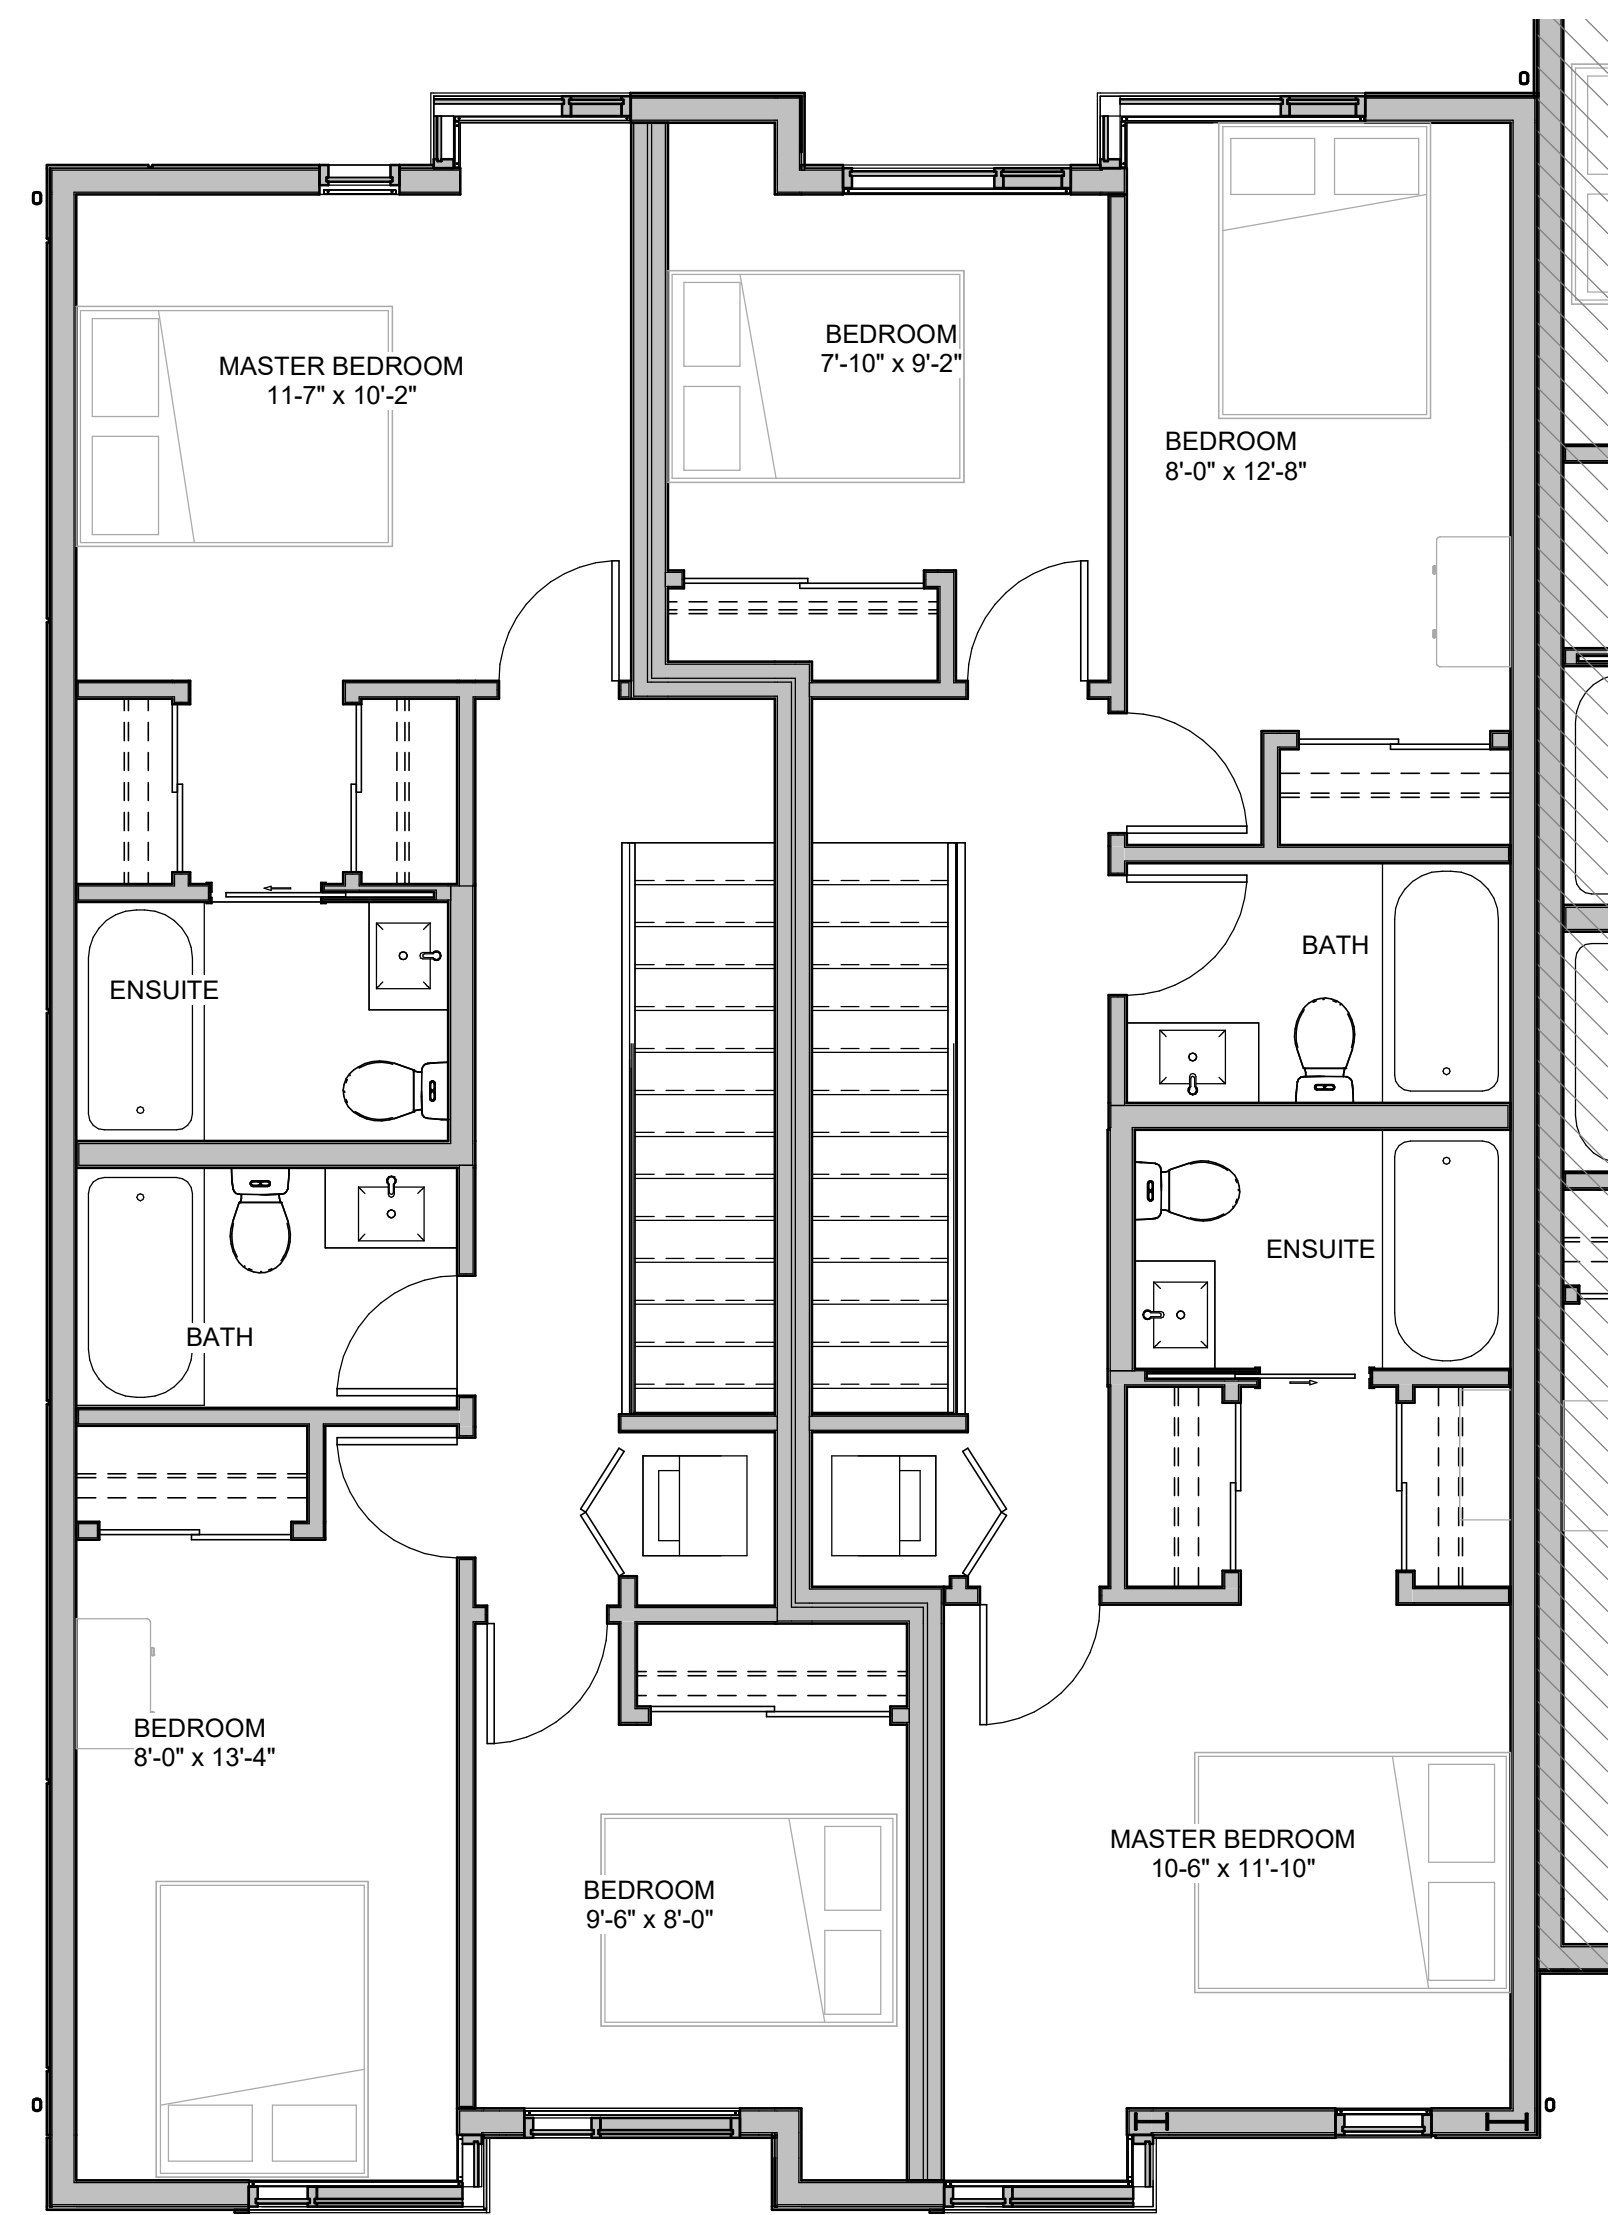 BEDROOM
7'-10" x 9'-2"
MASTER BEDROOM
11-7" x 10'-2"
BEDROOM
8'-0" x 12'-8"
BATH
ENSUITE
ENSUITE
BATH
BEDROOM
8'-0" x 13'-4"
MASTER BEDROOM
10-6" x 11'-10"
BEDROOM
9'-6" x 8'-0"